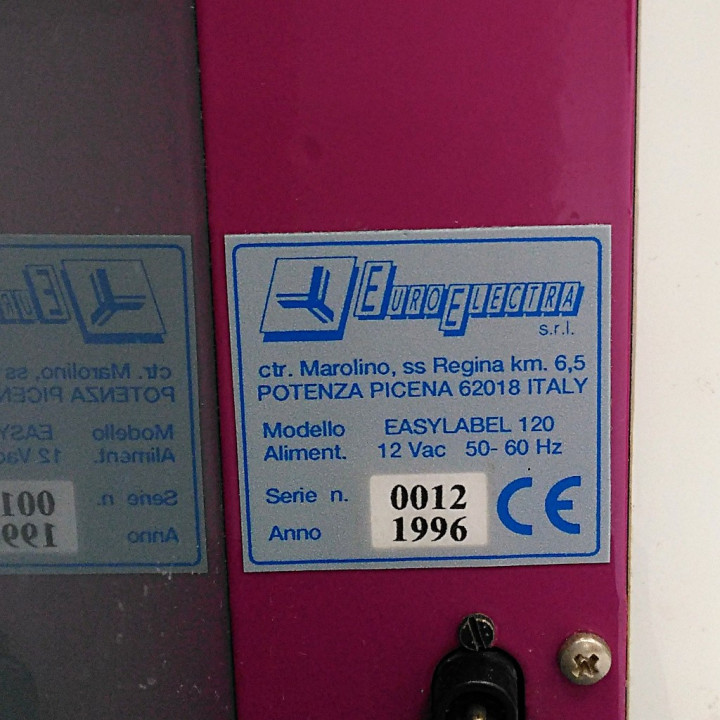 EUROELECTRA
s.r.l.
ctr. Marolino, ss Regina km. 6,5
POTENZA PICENA 62018 ITALY
Modello EASYLABEL 120
Aliment. 12 Vac 50- 60 Hz
Serie n. 0012
Anno 1996
CE